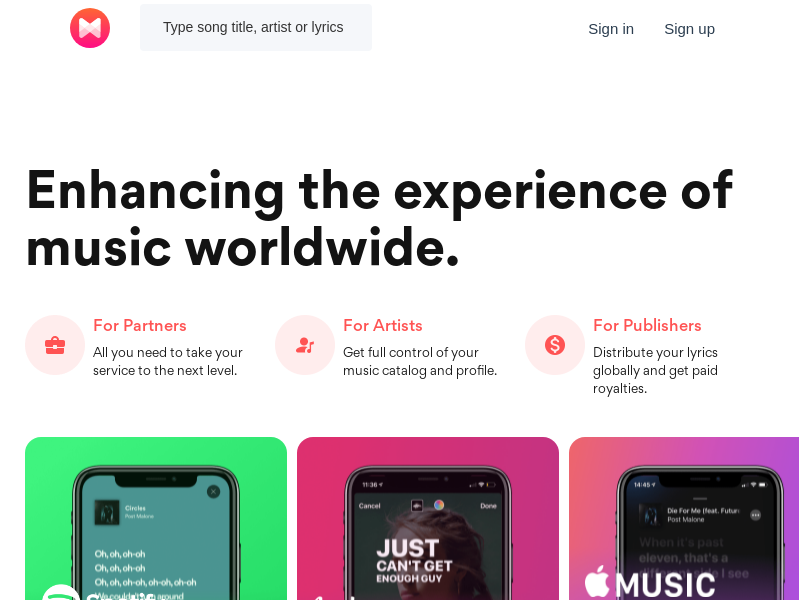 Type song title, artist or lyrics
Sign in
Sign up
Enhancing the experience of
music worldwide.
For Partners
All you need to take your
service to the next level.
For Artists
Get full control of your
music catalog and profile.
For Publishers
Distribute your lyrics
globally and get paid
royalties.
Circles
Post Malone
Oh, oh, oh-oh
Oh, oh, oh-oh
Oh, oh, oh-oh, oh-oh, oh-oh
We couldn't turn around
11:36
Cancel
Done
JUST
CAN'T GET
ENOUGH GUY
14:45
Die For Me (feat. Futur
Post Malone
When it's past
eleven, that's a
different side I see
MUSIC